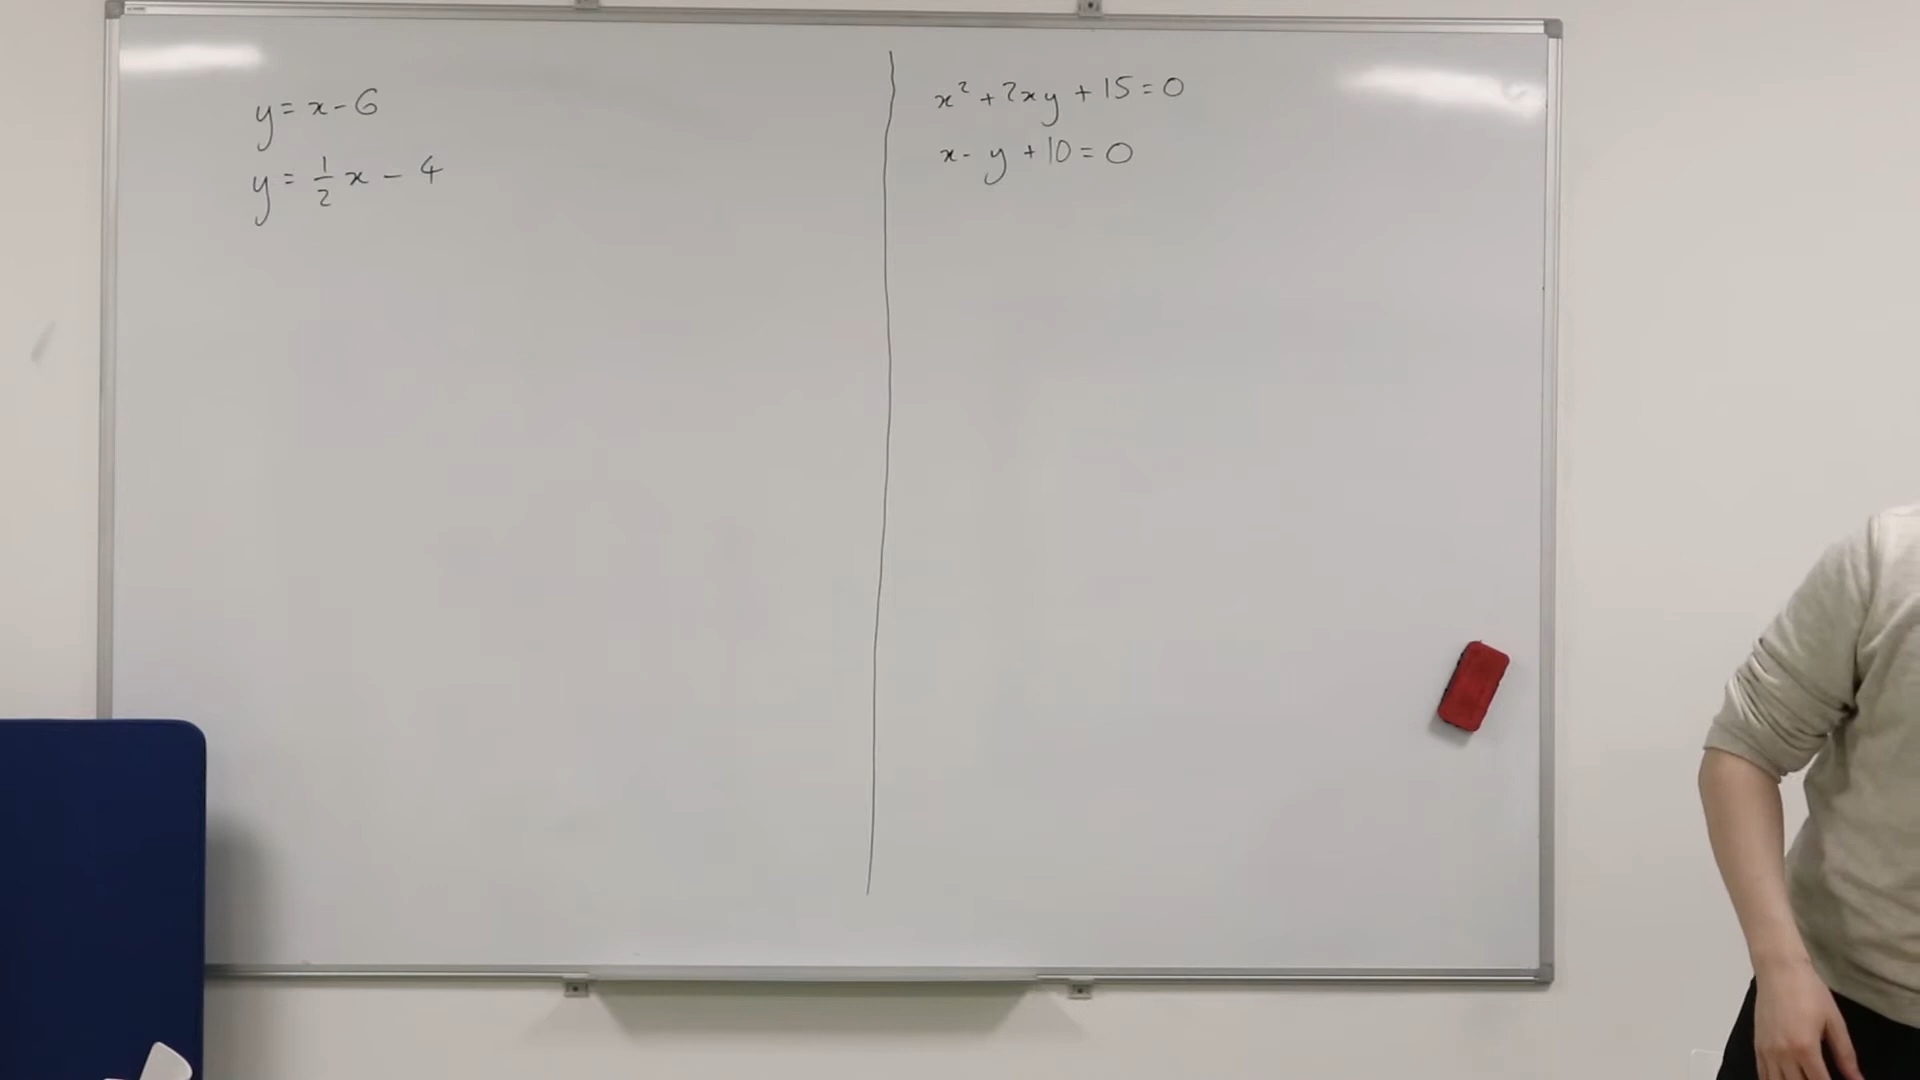 y = x - 6
y = 1/2 x - 4
x² + 2xy + 15 = 0
x - y + 10 = 0